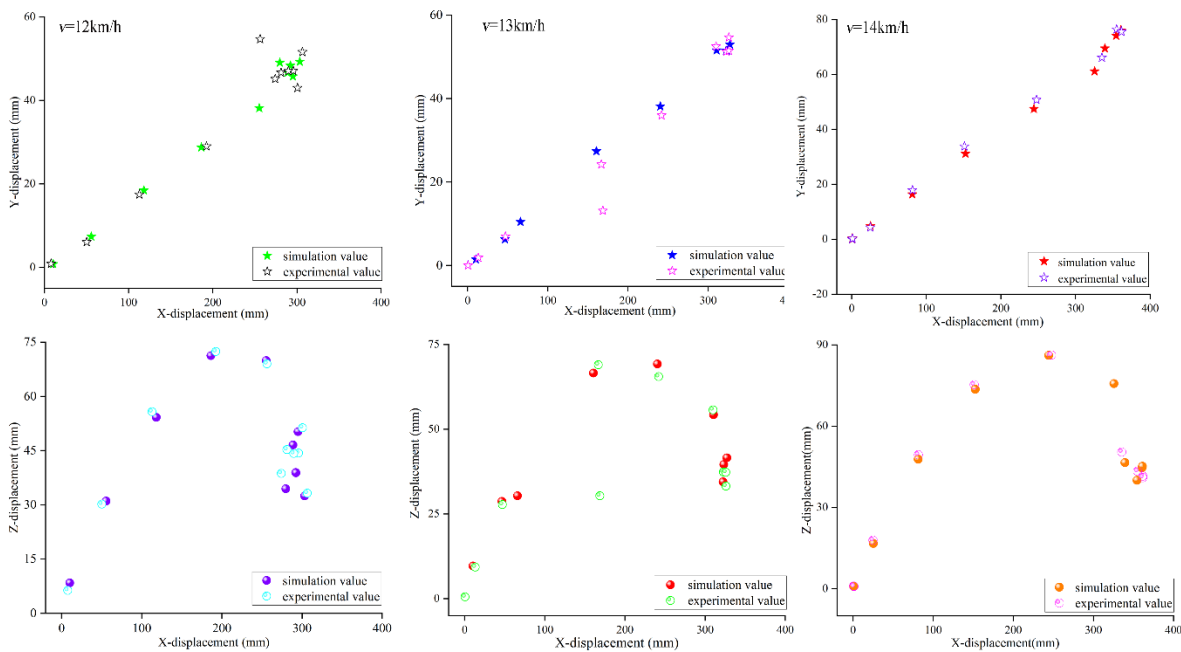 v=12km/h
60
40
20
0
Y-displacement (mm)
simulation value
experimental value
0 100 200 300 400
X-displacement (mm)
v=13km/h
60
50
40
30
20
10
0
Y-displacement (mm)
simulation value
experimental value
0 100 200 300
X-displacement (mm)
v=14km/h
80
60
40
20
0
-20
Y-displacement (mm)
simulation value
experimental value
0 100 200 300 400
X-displacement (mm)
75
60
45
30
15
0
Z-displacement (mm)
simulation value
experimental value
0 100 200 300 400
X-displacement (mm)
75
50
25
0
Z-displacement (mm)
simulation value
experimental value
0 100 200 300 400
X-displacement (mm)
90
60
30
0
Z-displacement(mm)
simulation value
experimental value
0 100 200 300 400
X-displacement(mm)